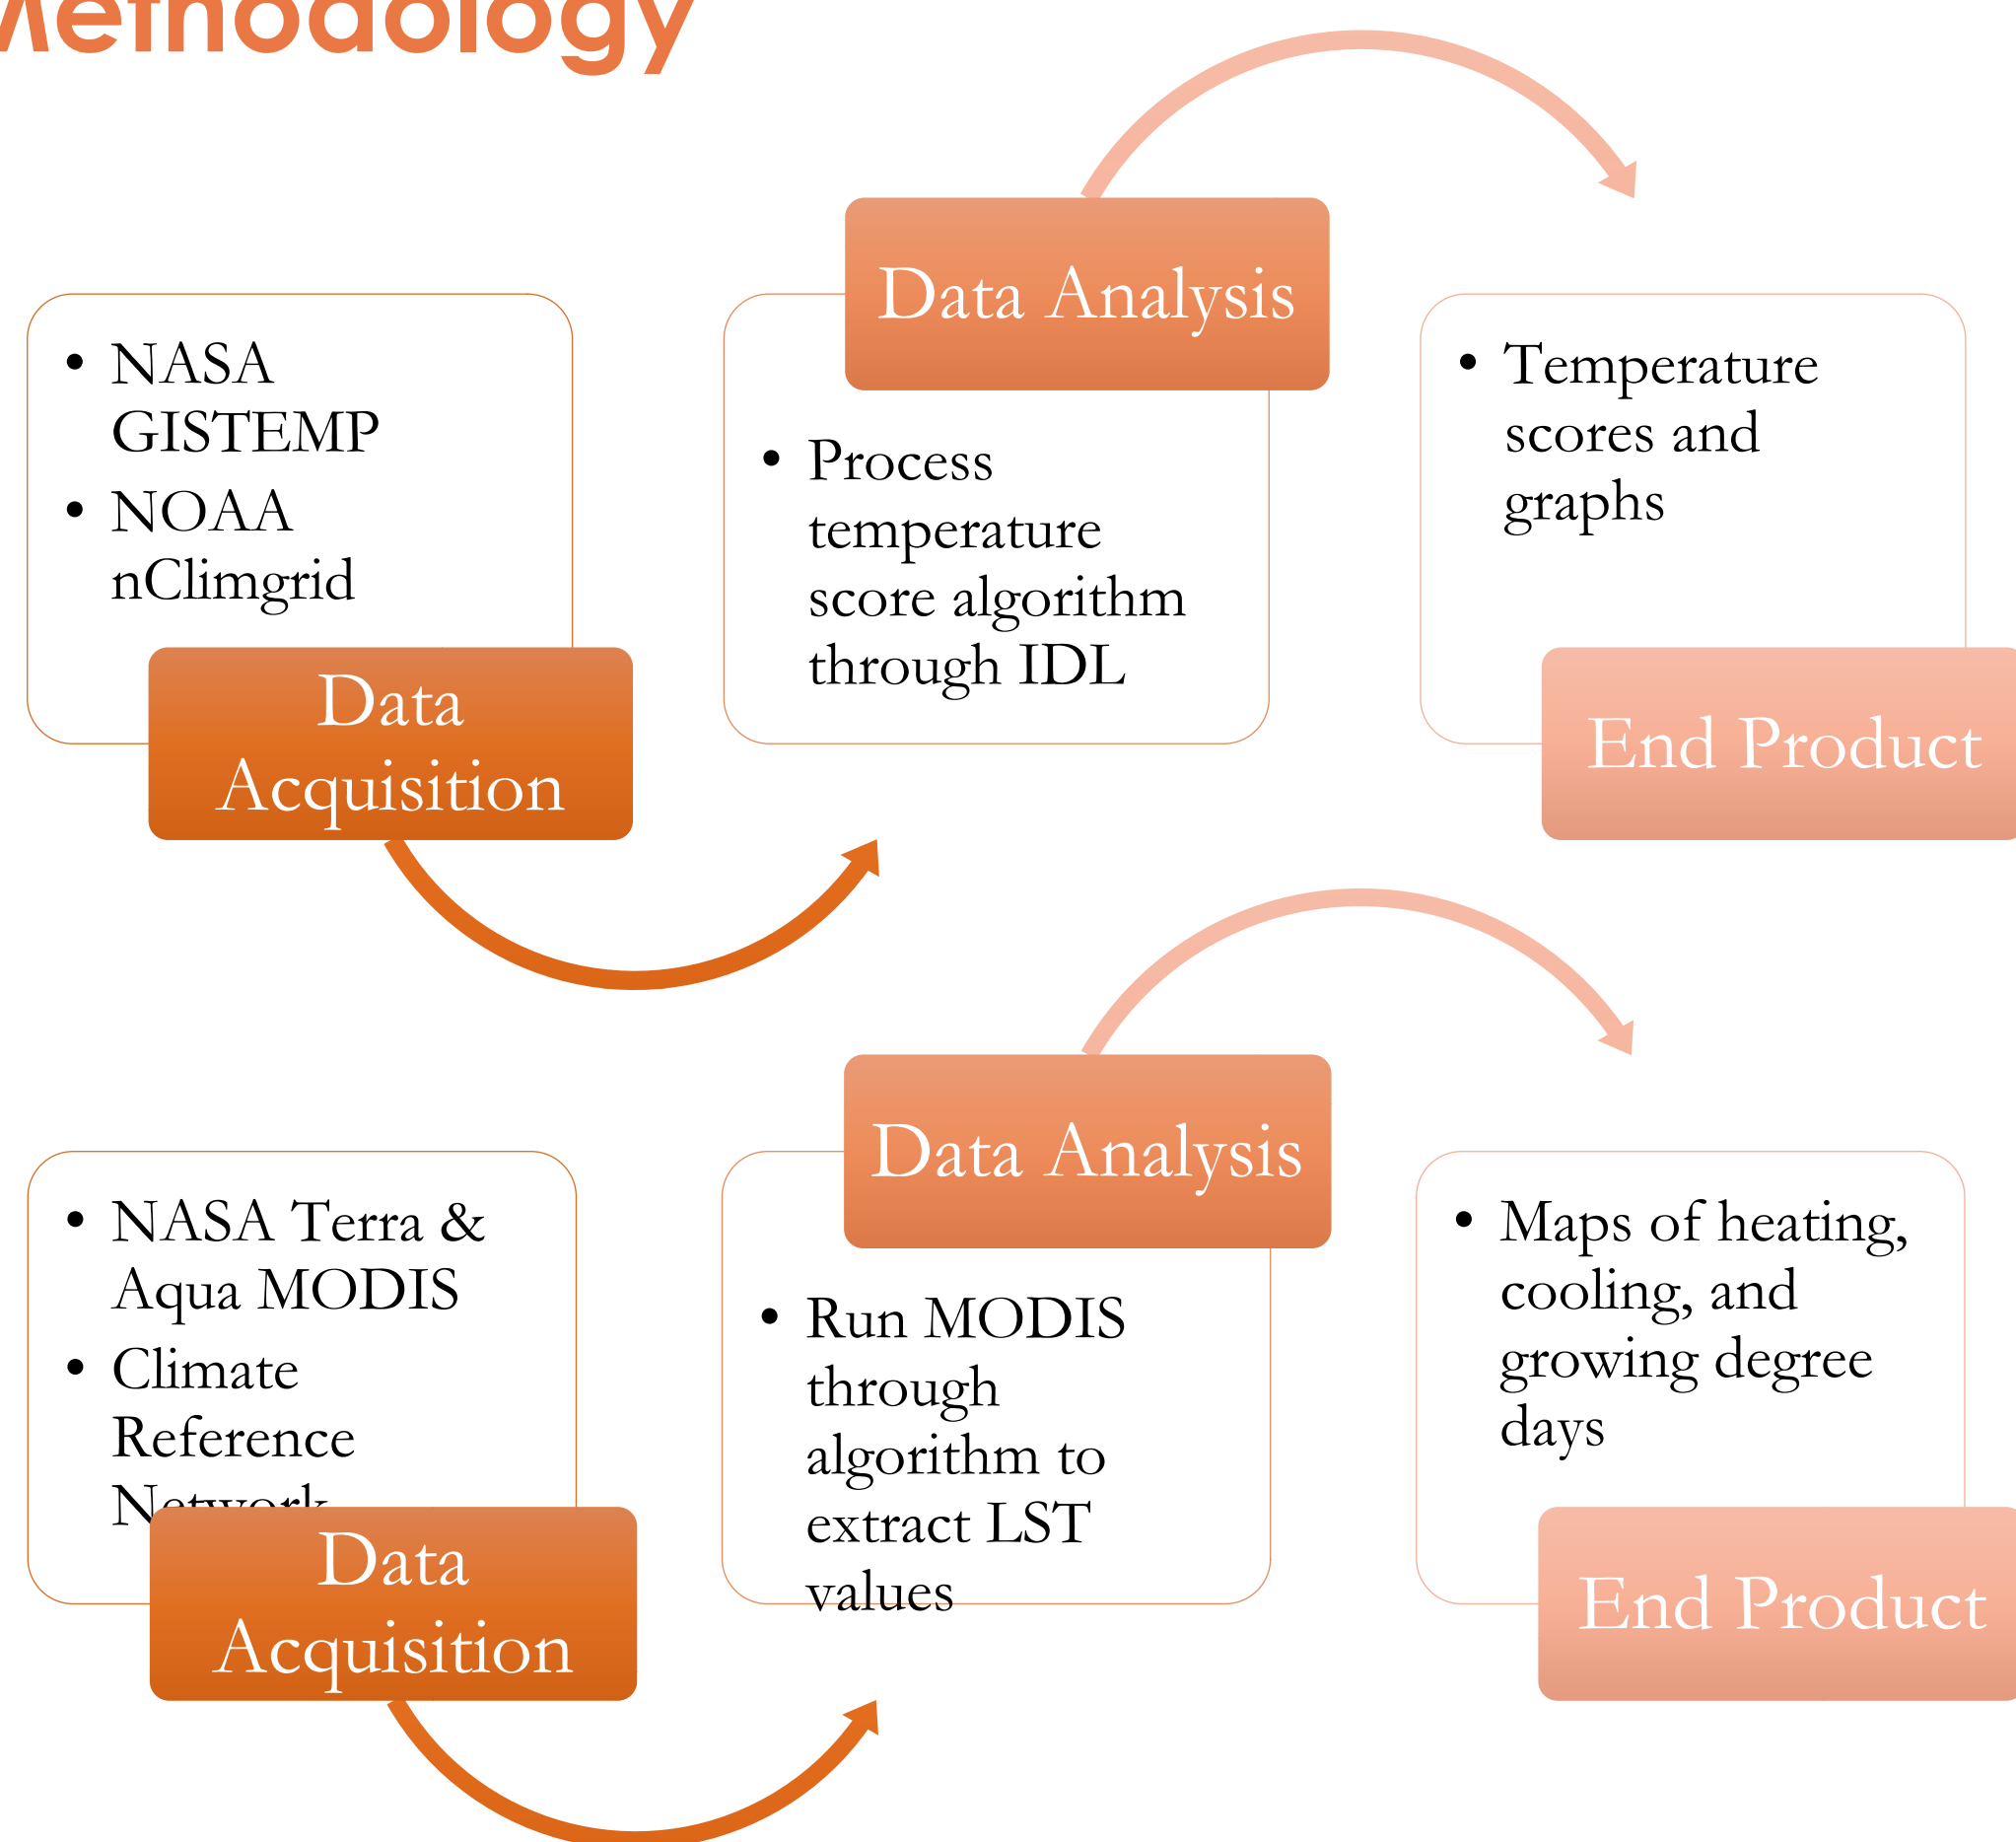 Methodology
• NASA
GISTEMP
• NOAA
nClimgrid
Data
Acquisition
Data Analysis
• Process
temperature
score algorithm
through IDL
• Temperature
scores and
graphs
End Product
• NASA Terra &
Aqua MODIS
• Climate
Reference
Network
Data
Acquisition
Data Analysis
• Run MODIS
through
algorithm to
extract LST
values
• Maps of heating,
cooling, and
growing degree
days
End Product